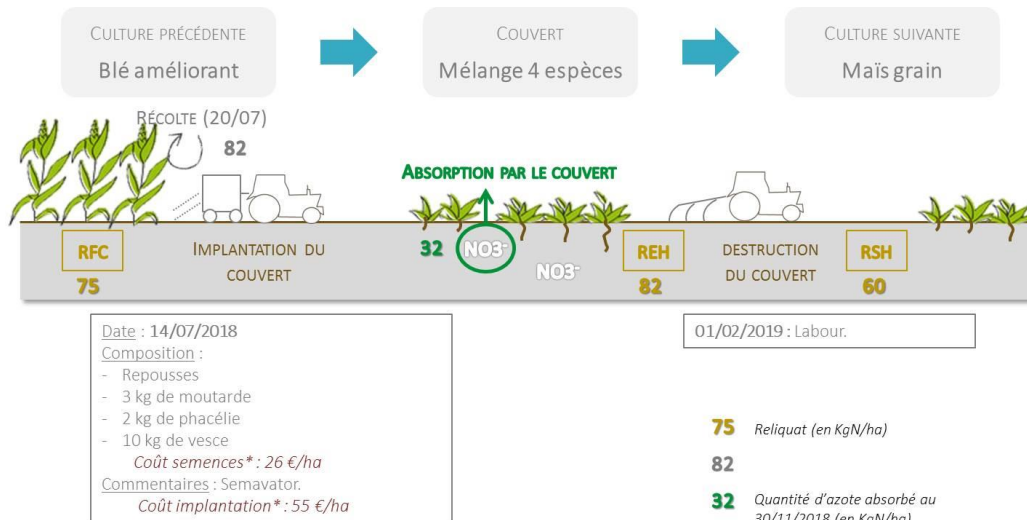 CULTURE PRÉCÉDENTE
Blé améliorant
COUVERT
Mélange 4 espèces
CULTURE SUIVANTE
Maïs grain
RÉCOLTE (20/07)
82
ABSORPTION PAR LE COUVERT
RFC
75
IMPLANTATION DU
COUVERT
32
NO3-
NO3-
REH
82
DESTRUCTION
DU COUVERT
RSH
60
Date : 14/07/2018
Composition :
- Repousses
- 3 kg de moutarde
- 2 kg de phacélie
- 10 kg de vesce
Coût semences* : 26 €/ha
Commentaires : Semavator.
Coût implantation* : 55 €/ha
01/02/2019 : Labour.
75 Reliquat (en KgN/ha)
82
32 Quantité d'azote absorbé au
30/11/2018 (en KgN/ha)